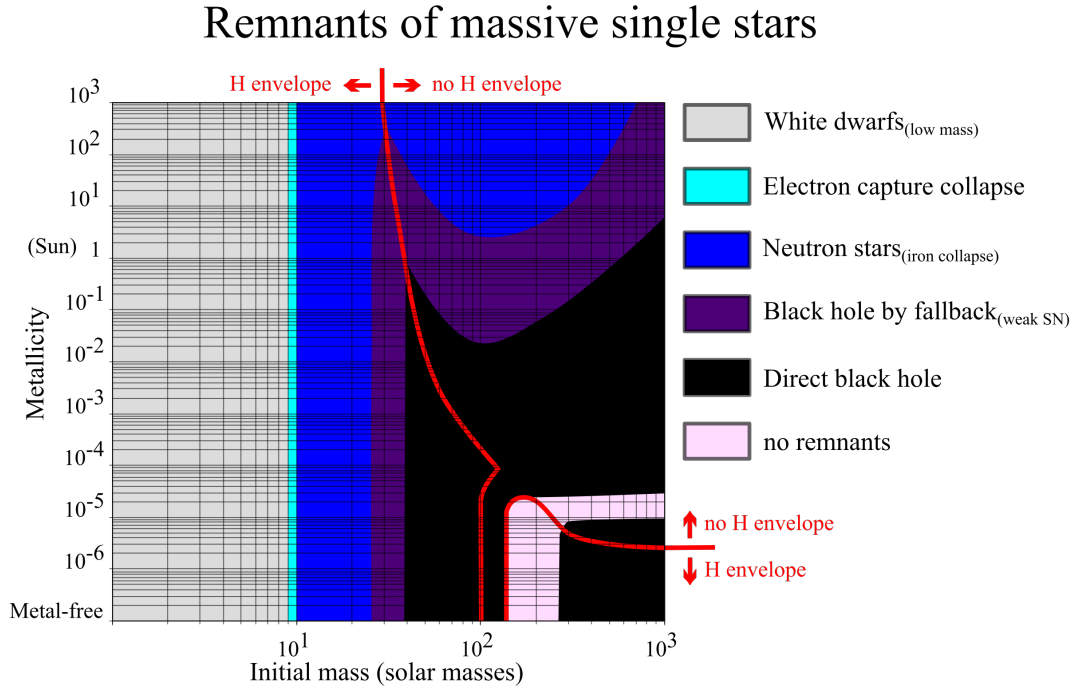 Remnants of massive single stars
H envelope
no H envelope
10³
10²
10¹
(Sun) 1
10⁻¹
10⁻²
10⁻³
10⁻⁴
10⁻⁵
10⁻⁶
Metal-free
Metallicity
10¹
10²
10³
Initial mass (solar masses)
White dwarfs(low mass)
Electron capture collapse
Neutron stars(iron collapse)
Black hole by fallback(weak SN)
Direct black hole
no remnants
no H envelope
H envelope